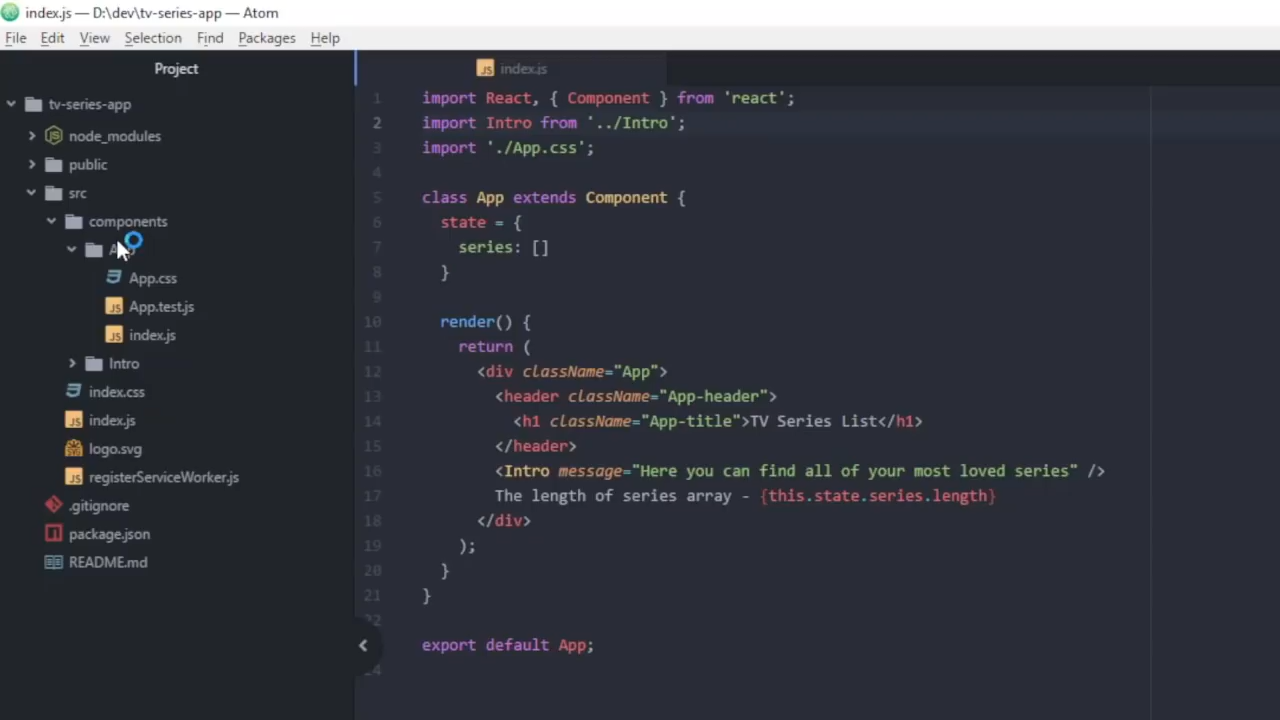 index.js — D:\dev\tv-series-app — Atom
File Edit View Selection Find Packages Help
Project
tv-series-app
node_modules
public
src
components
App.css
App.test.js
index.js
Intro
index.css
index.js
logo.svg
registerServiceWorker.js
.gitignore
package.json
README.md
index.js
1 import React, { Component } from 'react';
2 import Intro from '../Intro';
3 import './App.css';
4
5 class App extends Component {
6 state = {
7 series: []
8 }
9
10 render() {
11 return (
12 <div className="App">
13 <header className="App-header">
14 <h1 className="App-title">TV Series List</h1>
15 </header>
16 <Intro message="Here you can find all of your most loved series" />
17 The length of series array - {this.state.series.length}
18 </div>
19 );
20 }
21 }
22
export default App;